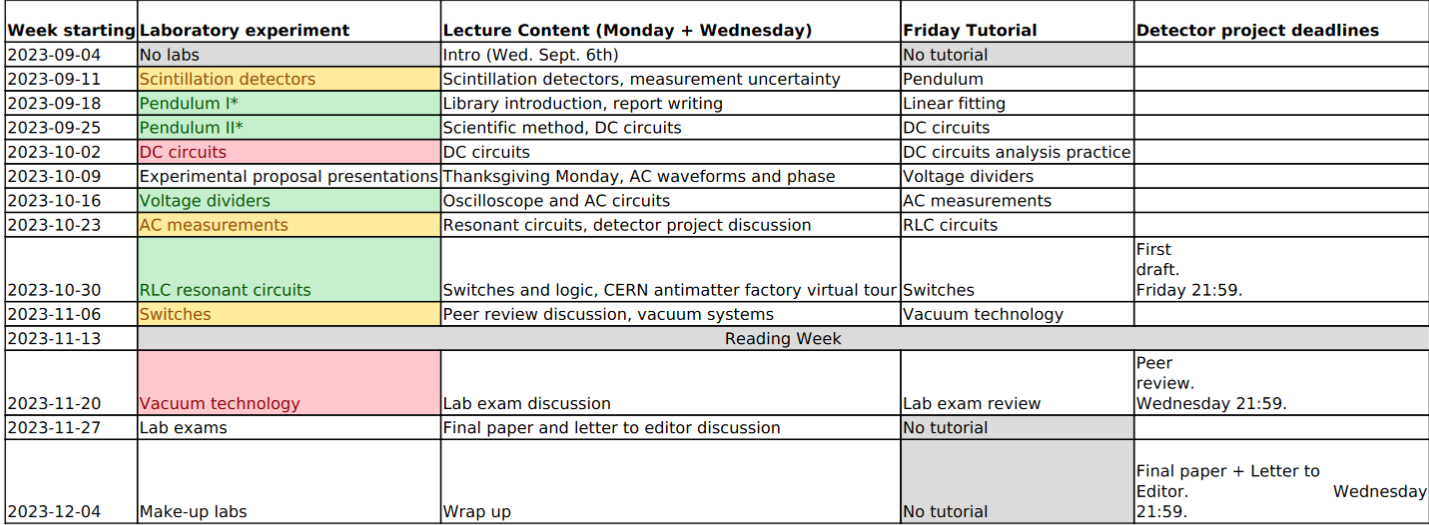 Week starting Laboratory experiment Lecture Content (Monday + Wednesday) Friday Tutorial Detector project deadlines
2023-09-04 No labs Intro (Wed. Sept. 6th) No tutorial
2023-09-11 Scintillation detectors Scintillation detectors, measurement uncertainty Pendulum
2023-09-18 Pendulum I* Library introduction, report writing Linear fitting
2023-09-25 Pendulum II* Scientific method, DC circuits DC circuits
2023-10-02 DC circuits DC circuits DC circuits analysis practice
2023-10-09 Experimental proposal presentations Thanksgiving Monday, AC waveforms and phase Voltage dividers
2023-10-16 Voltage dividers Oscilloscope and AC circuits AC measurements
2023-10-23 AC measurements Resonant circuits, detector project discussion RLC circuits
First
draft.
2023-10-30 RLC resonant circuits Switches and logic, CERN antimatter factory virtual tour Switches Friday 21:59.
2023-11-06 Switches Peer review discussion, vacuum systems Vacuum technology
2023-11-13 Reading Week
Peer
review.
2023-11-20 Vacuum technology Lab exam discussion Lab exam review Wednesday 21:59.
2023-11-27 Lab exams Final paper and letter to editor discussion No tutorial
Final paper + Letter to
Editor. Wednesday
2023-12-04 Make-up labs Wrap up No tutorial 21:59.